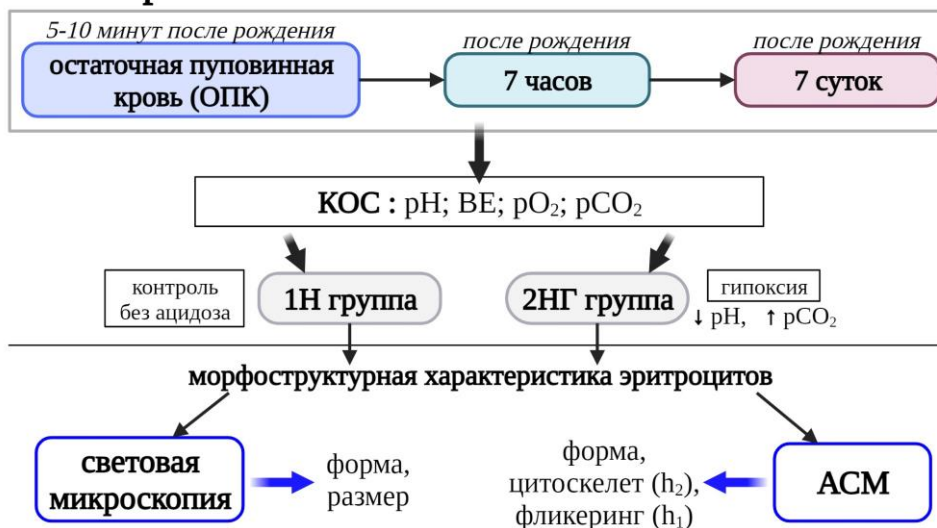 5-10 минут после рождения
остаточная пуповинная
кровь (ОПК)
после рождения
7 часов
после рождения
7 суток
КОС : pH; BE; pO₂; pCO₂
контроль
без ацидоза
1Н группа
2НГ группа
гипоксия
↓ pH, ↑ pCO₂
морфоструктурная характеристика эритроцитов
световая
микроскопия
форма,
размер
форма,
цитоскелет (h₂),
фликеринг (h₁)
АСМ